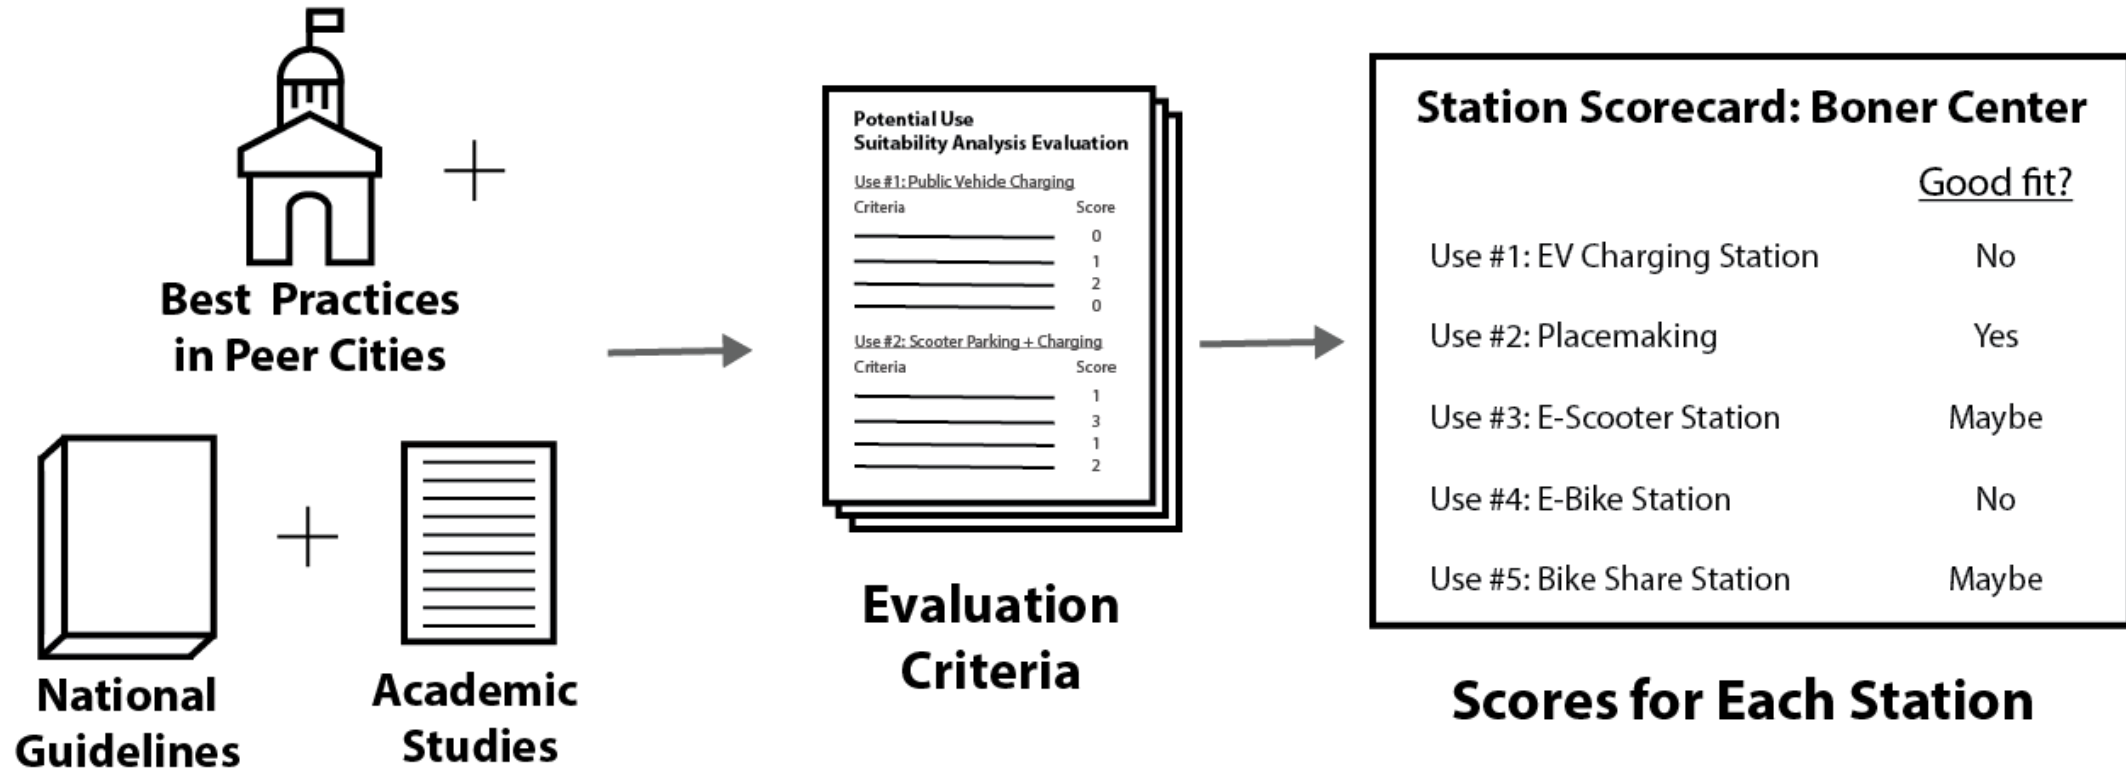 Best Practices
in Peer Cities
National
Guidelines
Academic
Studies
Potential Use
Suitability Analysis Evaluation
Use #1: Public Vehicle Charging
Criteria Score
0
1
2
0
Use #2: Scooter Parking + Charging
Criteria Score
1
3
1
2
Evaluation
Criteria
Station Scorecard: Boner Center
Good fit?
Use #1: EV Charging Station No
Use #2: Placemaking Yes
Use #3: E-Scooter Station Maybe
Use #4: E-Bike Station No
Use #5: Bike Share Station Maybe
Scores for Each Station